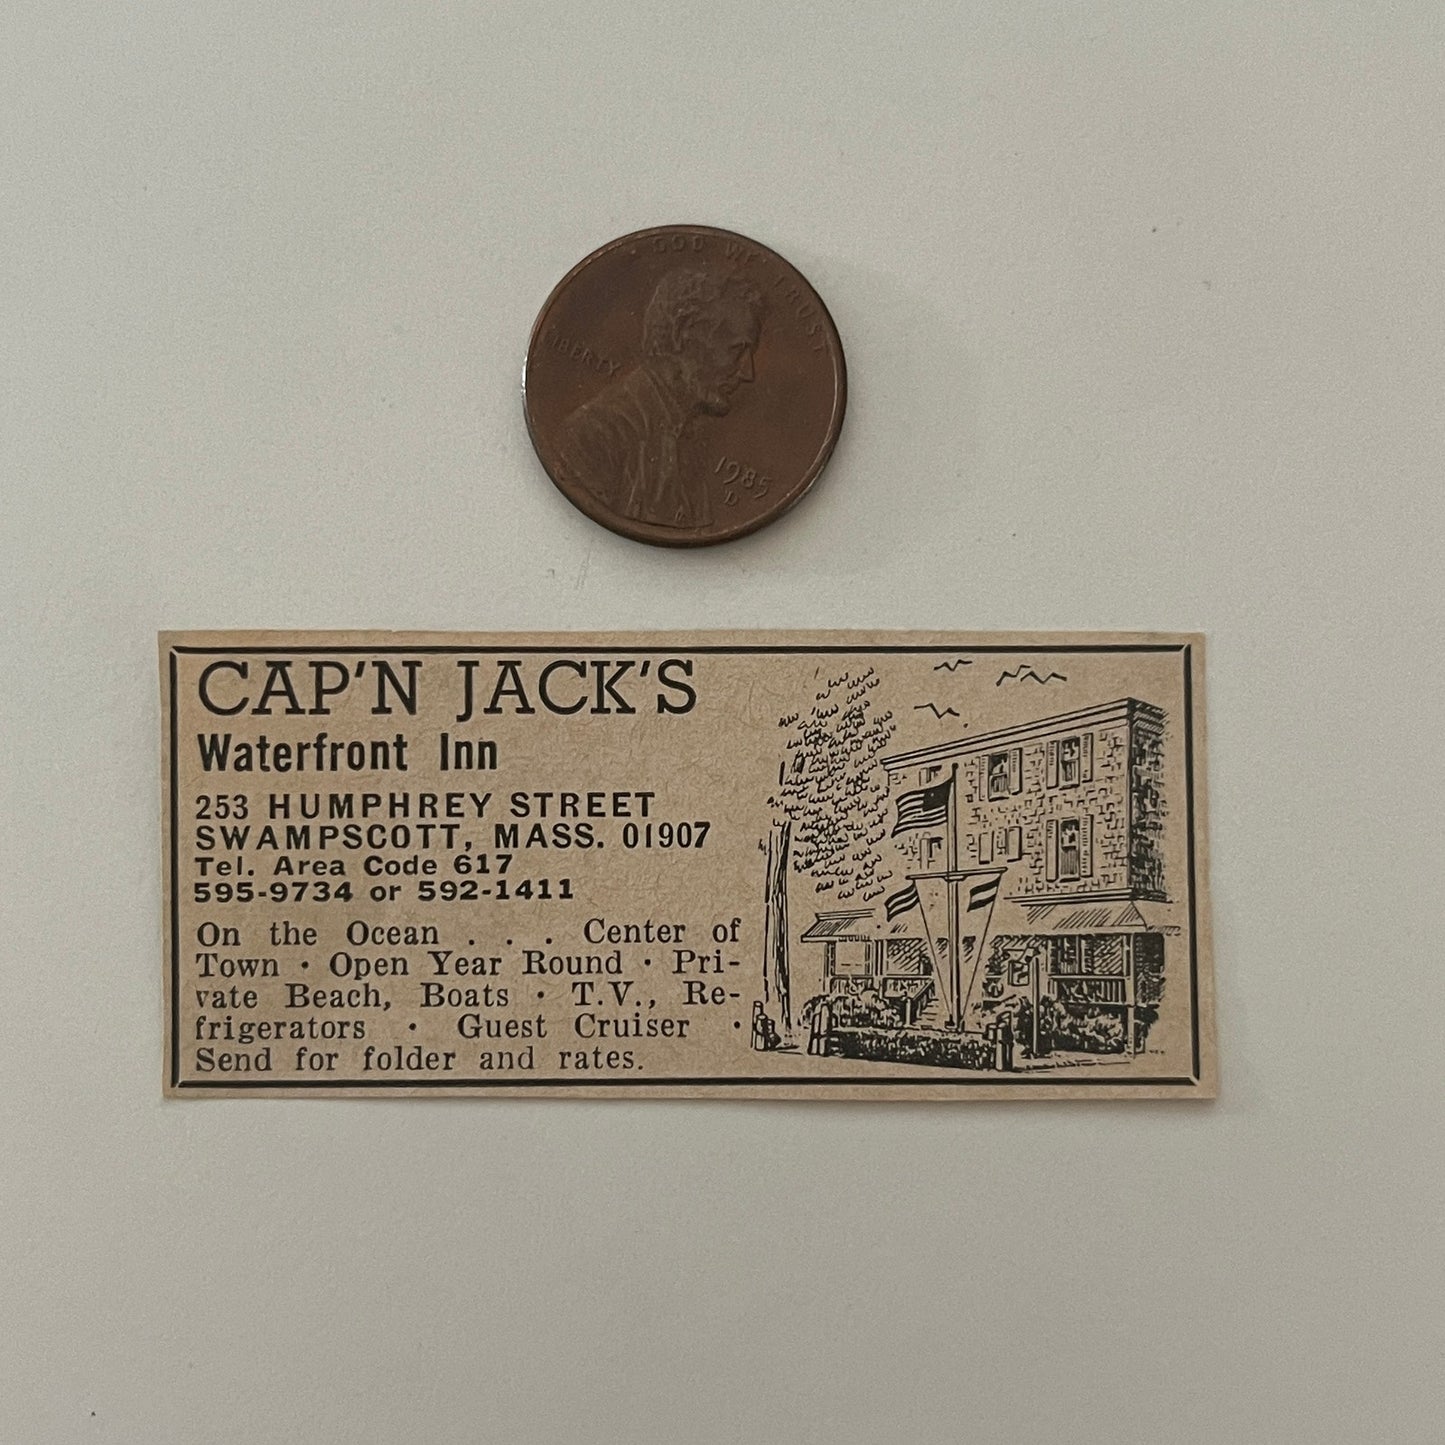 GOD WE TRUST
LIBERTY
1985
D
CAP'N JACK'S
Waterfront Inn
253 HUMPHREY STREET
SWAMPSCOTT, MASS. 01907
Tel. Area Code 617
595-9734 or 592-1411
On the Ocean . . . Center of
Town • Open Year Round • Pri-
vate Beach, Boats • T.V., Re-
frigerators • Guest Cruiser •
Send for folder and rates.